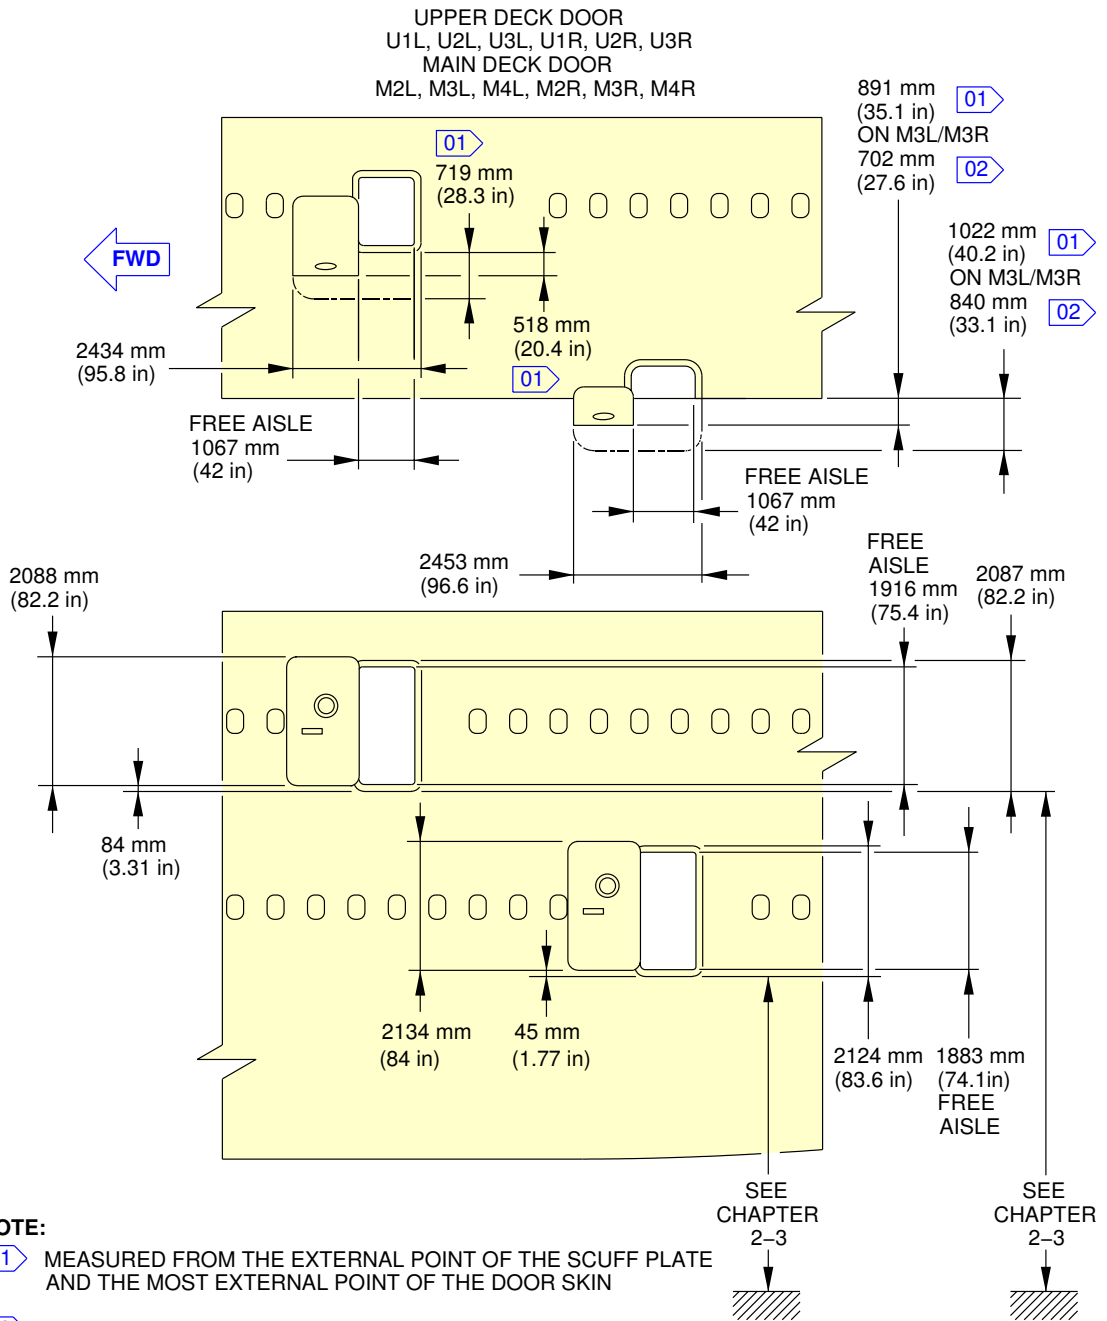 UPPER DECK DOOR
U1L, U2L, U3L, U1R, U2R, U3R
MAIN DECK DOOR
M2L, M3L, M4L, M2R, M3R, M4R
891 mm
(35.1 in)
01
ON M3L/M3R
702 mm
(27.6 in)
02
01
719 mm
(28.3 in)
1022 mm
(40.2 in)
01
ON M3L/M3R
840 mm
(33.1 in)
02
FWD
518 mm
(20.4 in)
01
2434 mm
(95.8 in)
FREE AISLE
1067 mm
(42 in)
FREE AISLE
1067 mm
(42 in)
2453 mm
(96.6 in)
FREE
AISLE
1916 mm
(75.4 in)
2087 mm
(82.2 in)
2088 mm
(82.2 in)
84 mm
(3.31 in)
2134 mm
(84 in)
45 mm
(1.77 in)
2124 mm
(83.6 in)
1883 mm
(74.1in)
FREE
AISLE
SEE
CHAPTER
2–3
SEE
CHAPTER
2–3
OTE:
1 MEASURED FROM THE EXTERNAL POINT OF THE SCUFF PLATE
AND THE MOST EXTERNAL POINT OF THE DOOR SKIN